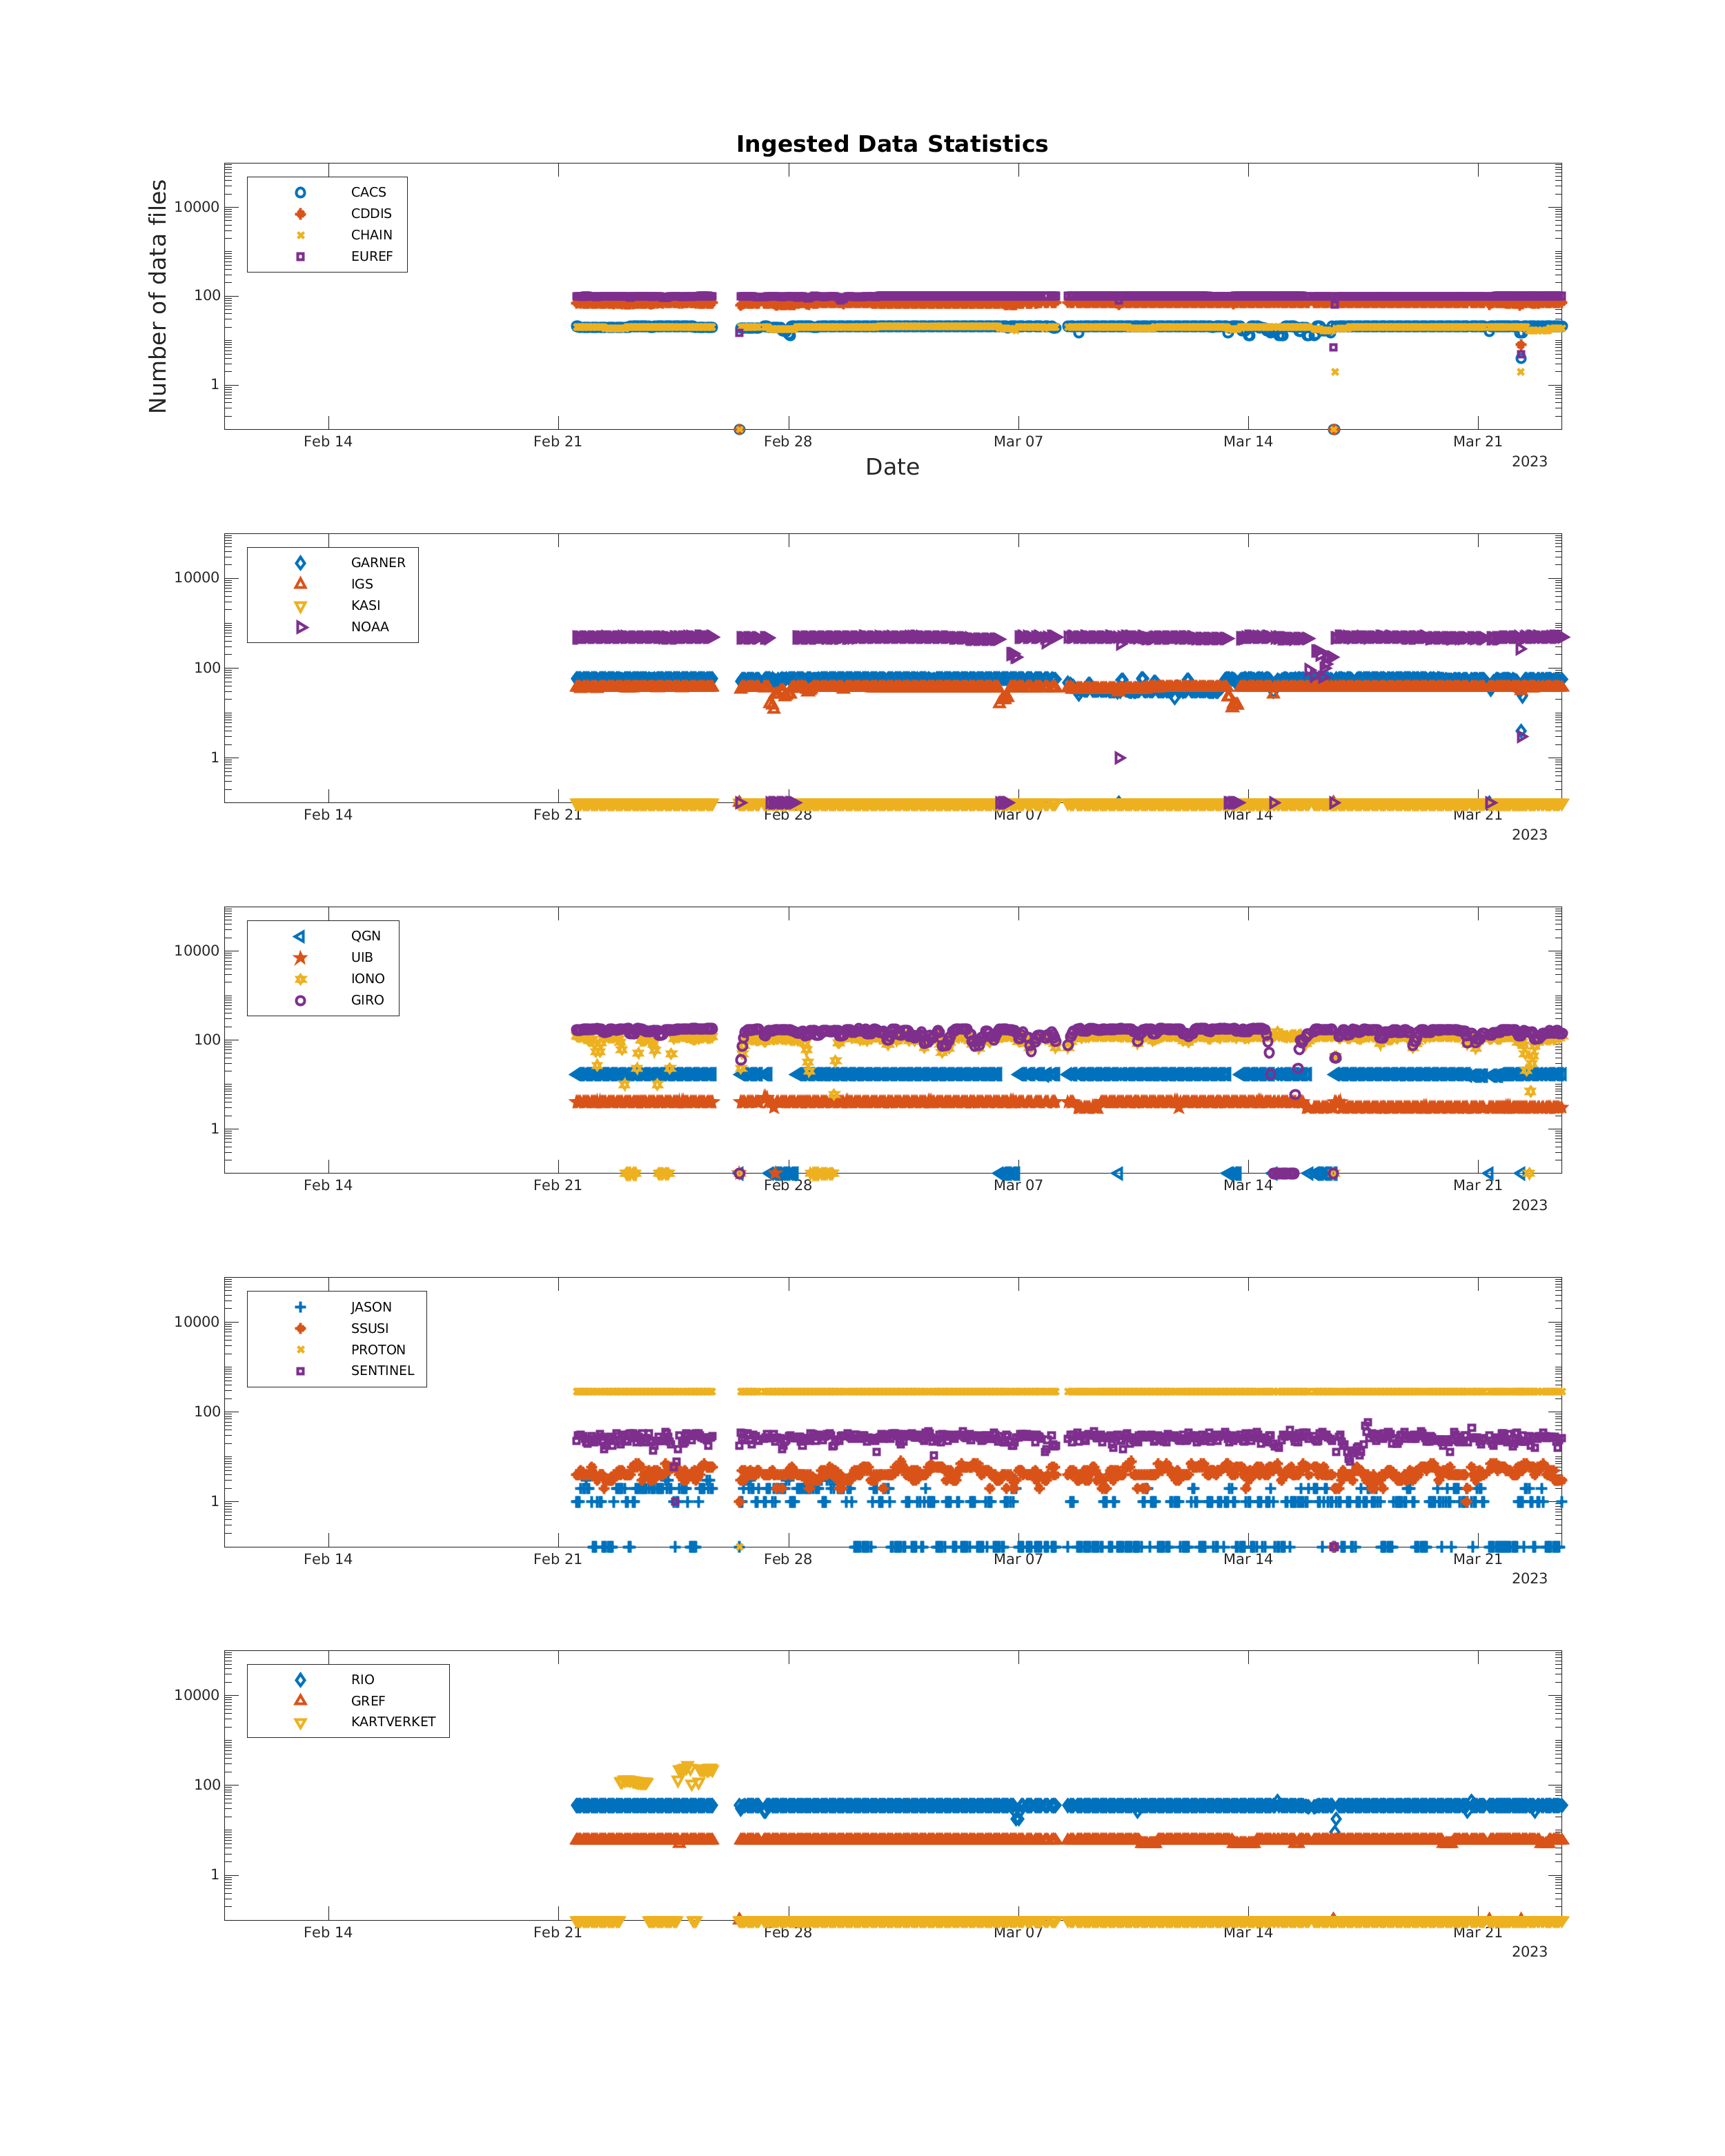 Ingested Data Statistics
Number of data files
10000
100
1
CACS
CDDIS
CHAIN
EUREF
Feb 14 Feb 21 Feb 28 Mar 07 Mar 14 Mar 21
2023
Date
10000
100
1
GARNER
IGS
KASI
NOAA
Feb 14 Feb 21 Feb 28 Mar 07 Mar 14 Mar 21
2023
10000
100
1
QGN
UIB
IONO
GIRO
Feb 14 Feb 21 Feb 28 Mar 07 Mar 14 Mar 21
2023
10000
100
1
JASON
SSUSI
PROTON
SENTINEL
Feb 14 Feb 21 Feb 28 Mar 07 Mar 14 Mar 21
2023
10000
100
1
RIO
GREF
KARTVERKET
Feb 14 Feb 21 Feb 28 Mar 07 Mar 14 Mar 21
2023